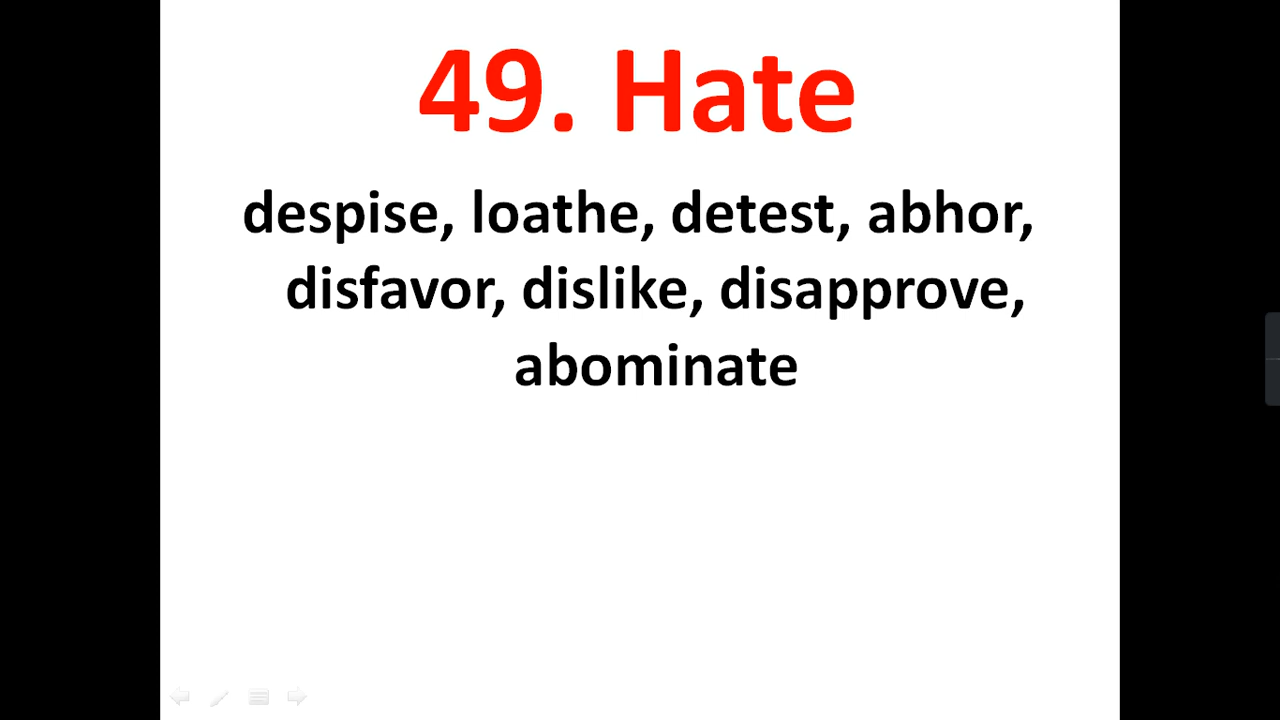 49. Hate
despise, loathe, detest, abhor,
disfavor, dislike, disapprove,
abominate